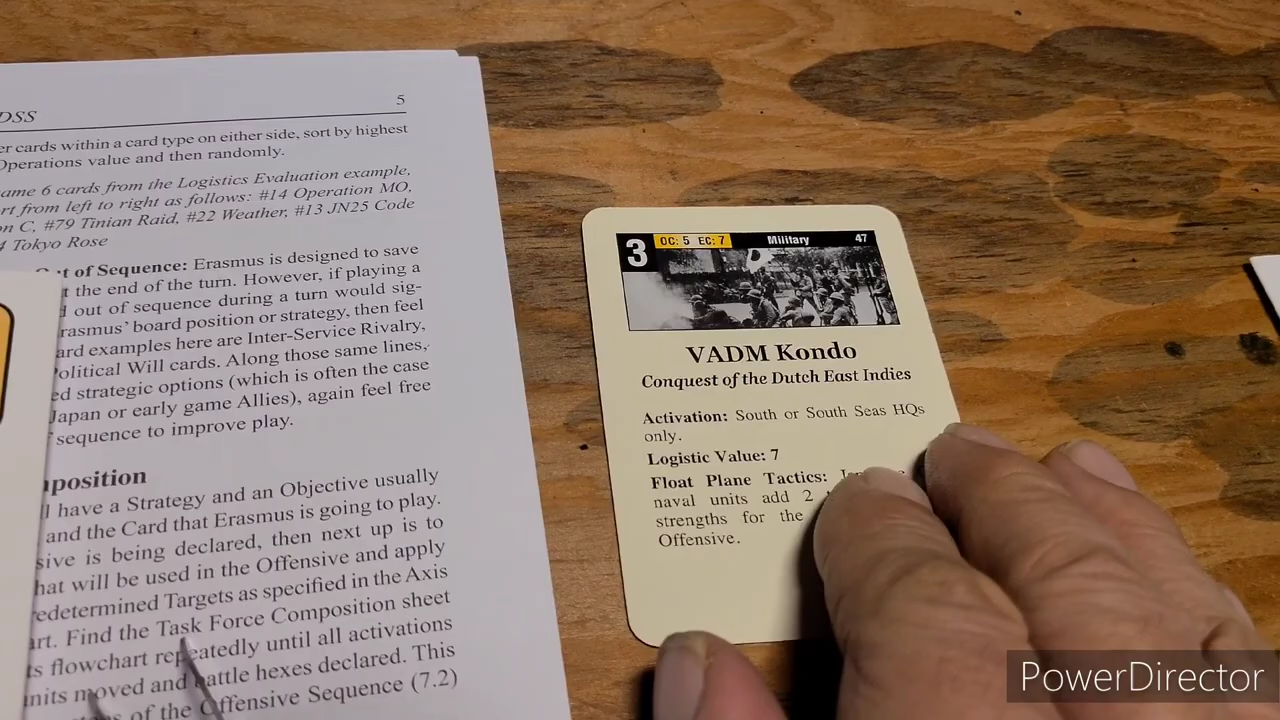 DSS
5
er cards within a card type on either side, sort by highest
Operations value and then randomly.
ame 6 cards from the Logistics Evaluation example,
rt from left to right as follows: #14 Operation MO,
on C, #79 Tinian Raid, #22 Weather, #13 JN25 Code
4 Tokyo Rose
t of Sequence: Erasmus is designed to save
t the end of the turn. However, if playing a
d out of sequence during a turn would sig-
rasmus' board position or strategy, then feel
ard examples here are Inter-Service Rivalry,
olitical Will cards. Along those same lines,
ed strategic options (which is often the case
Japan or early game Allies), again feel free
sequence to improve play.
position
l have a Strategy and an Objective usually
and the Card that Erasmus is going to play.
sive is being declared, then next up is to
hat will be used in the Offensive and apply
redetermined Targets as specified in the Axis
art. Find the Task Force Composition sheet
ts flowchart repeatedly until all activations
nits moved and battle hexes declared. This
of the Offensive Sequence (7.2)
3 OC: 5 EC: 7 Military 47
VADM Kondo
Conquest of the Dutch East Indies
Activation: South or South Seas HQs
only.
Logistic Value: 7
Float Plane Tactics:
naval units add 2
strengths for the
Offensive.
PowerDirector